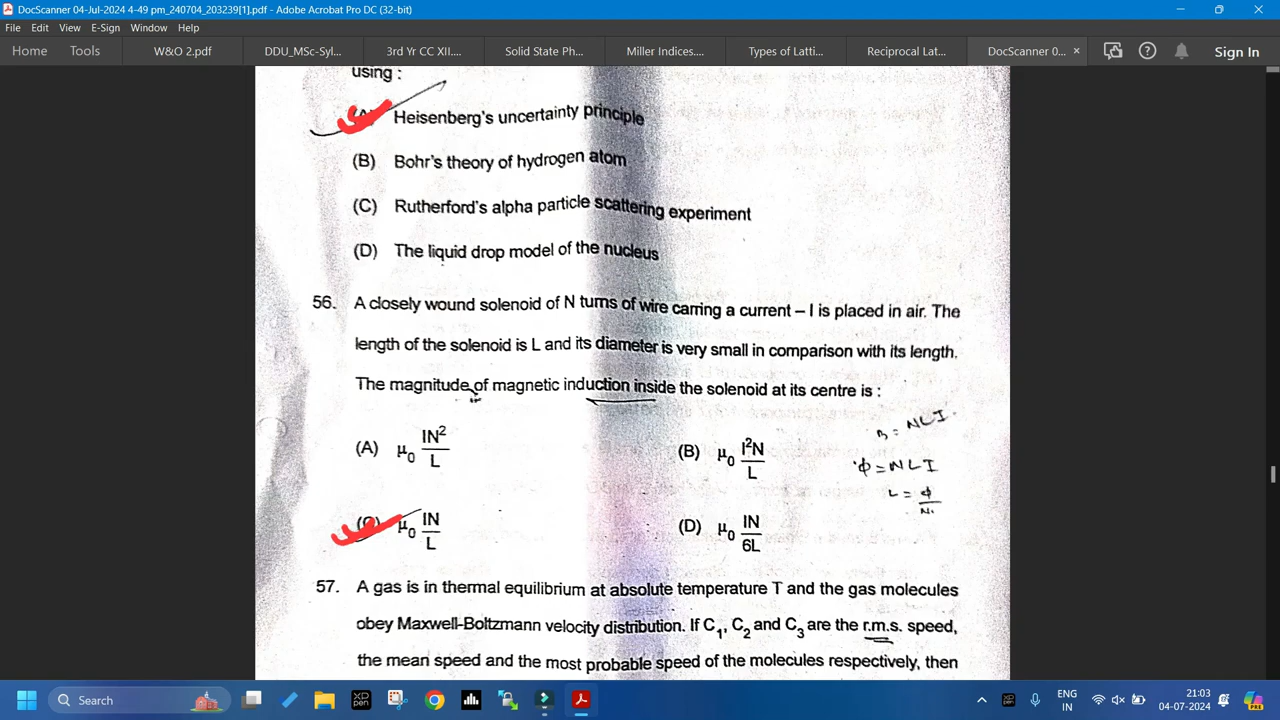 DocScanner 04-Jul-2024 4-49 pm_240704_203239[1].pdf - Adobe Acrobat Pro DC (32-bit)
File Edit View E-Sign Window Help
Home Tools W&O 2.pdf DDU_MSc-Syl... 3rd Yr CC XII.... Solid State Ph... Miller Indices.... Types of Latti... Reciprocal Lat... DocScanner 0... × Sign In
using :
Heisenberg's uncertainty principle
(B) Bohr's theory of hydrogen atom
(C) Rutherford's alpha particle scattering experiment
(D) The liquid drop model of the nucleus
56. A closely wound solenoid of N turns of wire carring a current – I is placed in air. The
length of the solenoid is L and its diameter is very small in comparison with its length.
The magnitude of magnetic induction inside the solenoid at its centre is :
B = NLI
(A) μ₀ IN²/L (B) μ₀ I²N/L
φ = NLI
L = φ/NI
(C) μ₀ IN/L (D) μ₀ IN/6L
57. A gas is in thermal equilibrium at absolute temperature T and the gas molecules
obey Maxwell-Boltzmann velocity distribution. If C₁, C₂ and C₃ are the r.m.s. speed,
the mean speed and the most probable speed of the molecules respectively, then
Search
ENG
IN
21:03
04-07-2024